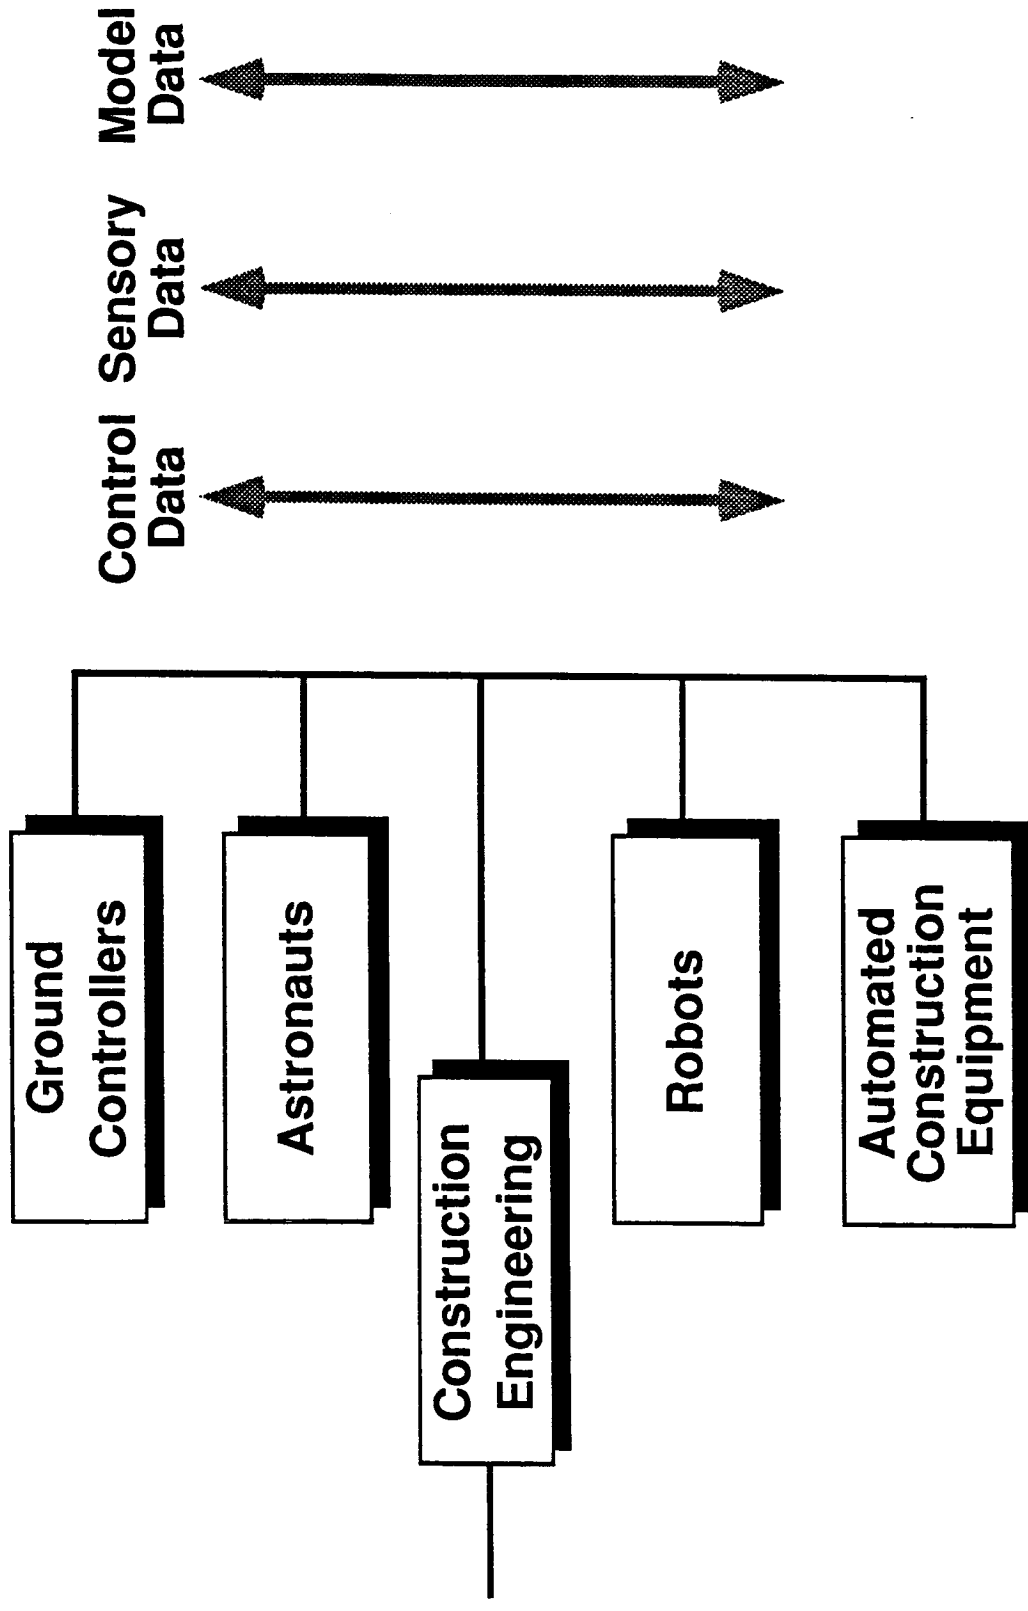 Model
Data
Sensory
Data
Control
Data
Ground
Controllers
Astronauts
Construction
Engineering
Robots
Automated
Construction
Equipment